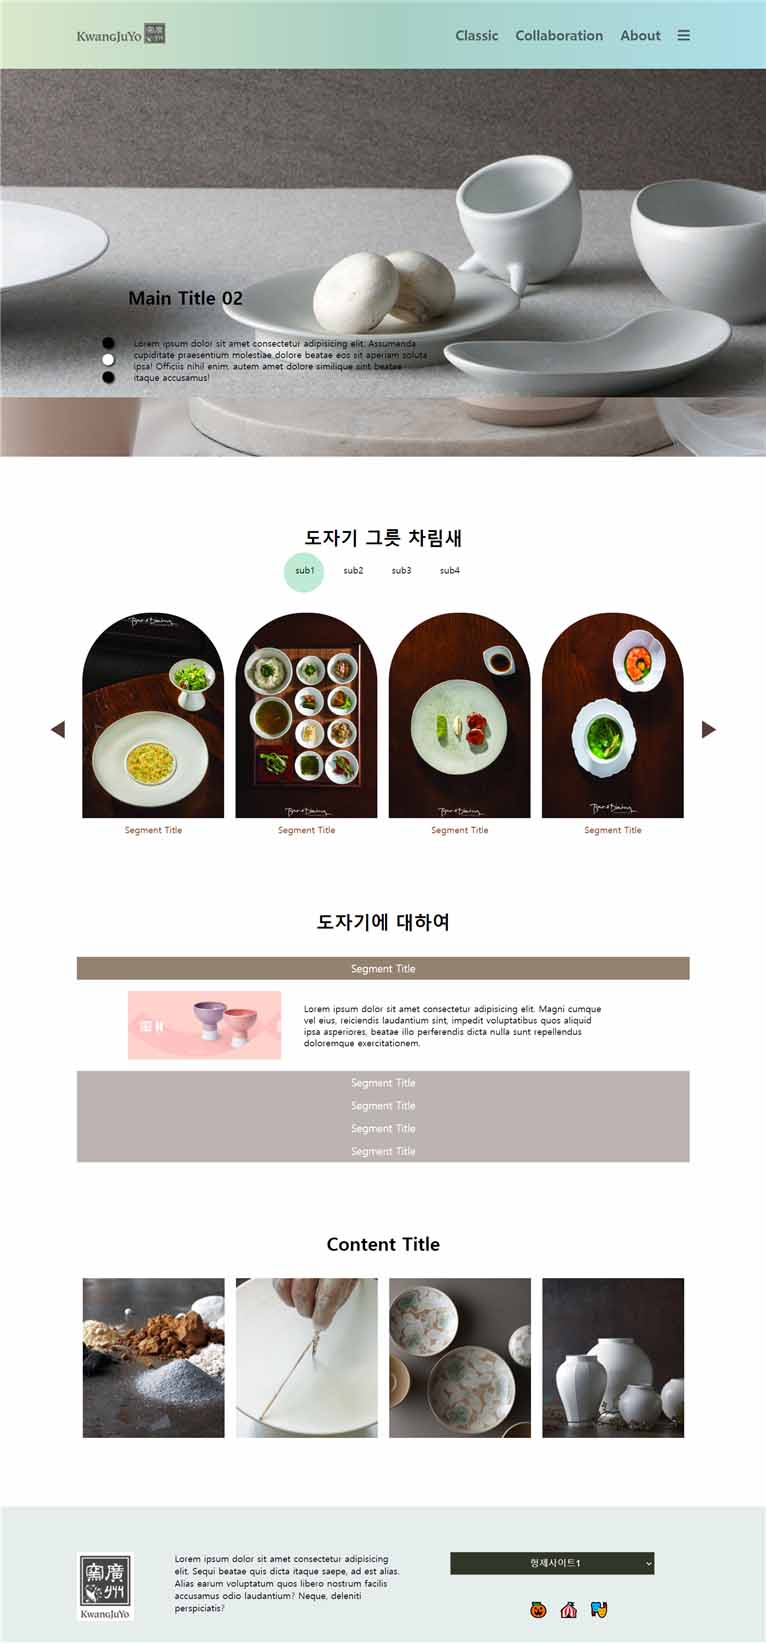 KwangJuYo
Classic Collaboration About
Main Title 02
Lorem ipsum dolor sit amet consectetur adipisicing elit. Assumenda
cupiditate praesentium molestiae dolore beatae eos sit aperiam soluta
ipsa! Officiis nihil enim, autem amet dolore similique sint beatae
itaque accusamus!
도자기 그릇 차림새
sub1 sub2 sub3 sub4
Segment Title Segment Title Segment Title Segment Title
도자기에 대하여
Segment Title
Lorem ipsum dolor sit amet consectetur adipisicing elit. Magni cumque
vel eius, reiciendis laudantium sint, impedit voluptatibus quos aliquid
ipsa asperiores, beatae illo perferendis dicta nulla sunt repellendus
doloremque exercitationem.
Segment Title
Segment Title
Segment Title
Segment Title
Content Title
KwangJuYo
Lorem ipsum dolor sit amet consectetur adipisicing
elit. Sequi beatae quis dicta itaque saepe, ad est alias.
Alias earum voluptatum quos libero nostrum facilis
accusamus odio laudantium? Neque, deleniti
perspiciatis?
형제사이트1